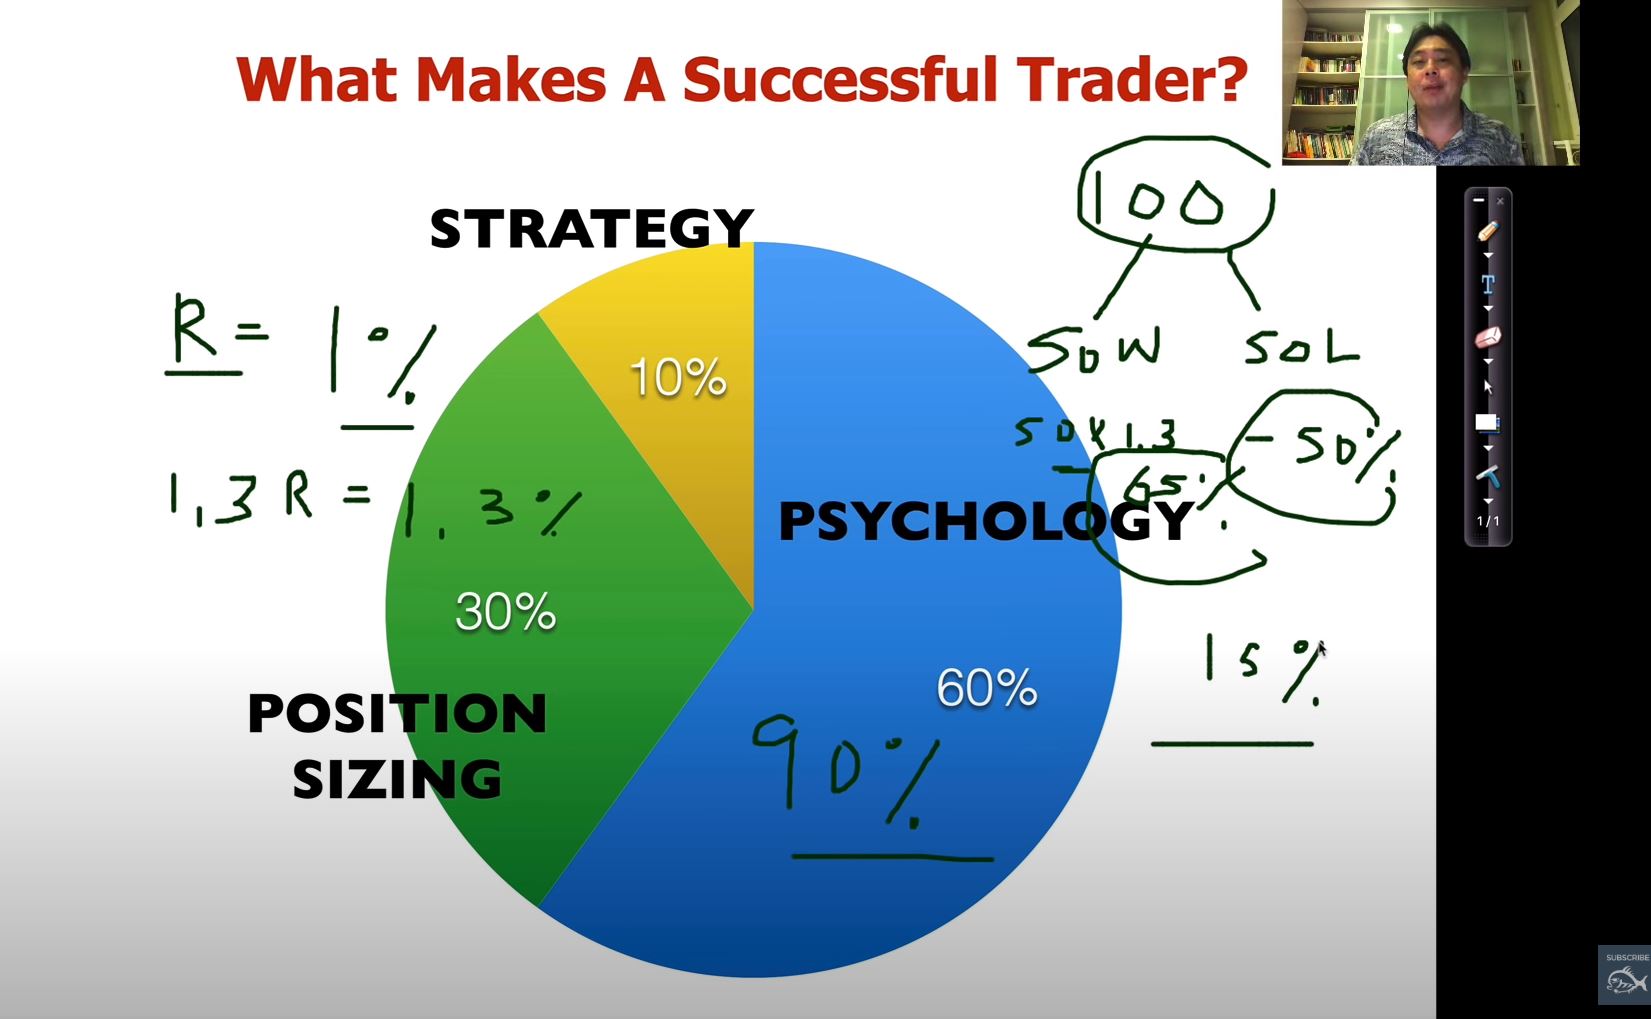 What Makes A Successful Trader?
100
STRATEGY
R = 1%
50W 50L
10%
50x1.3 - 50%
65%
1,3 R = 1.3%
PSYCHOLOGY
1/1
30%
15%
60%
POSITION
SIZING
90%
SUBSCRIBE